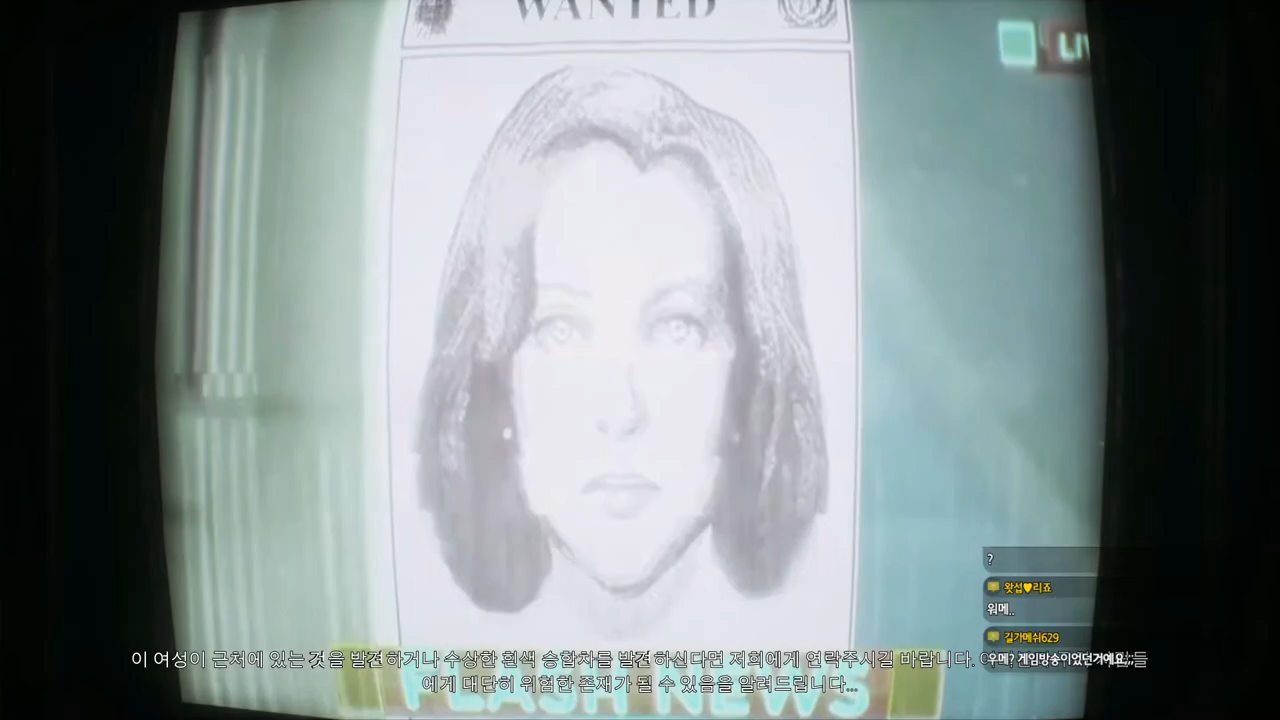 WANTED
LIV
?
왓섭♥리죠
워메..
길가메쉬629
우메? 게임방송이었던거예요,,,
이 여성이 근처에 있는 것을 발견하거나 수상한 흰색 승합차를 발견하신다면 저희에게 연락주시길 바랍니다.
에게 대단히 위험한 존재가 될 수 있음을 알려드립니다...
FLASH NEWS